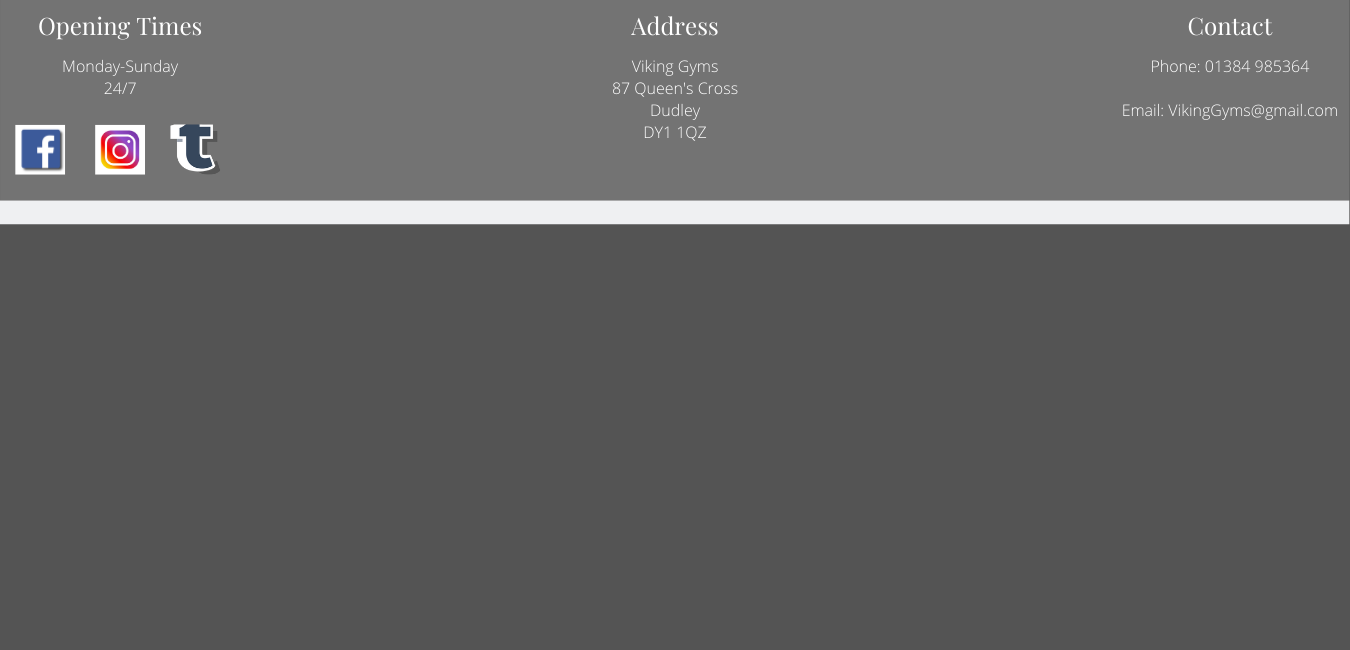 Opening Times
Monday-Sunday
24/7
Address
Viking Gyms
87 Queen's Cross
Dudley
DY1 1QZ
Contact
Phone: 01384 985364
Email: VikingGyms@gmail.com